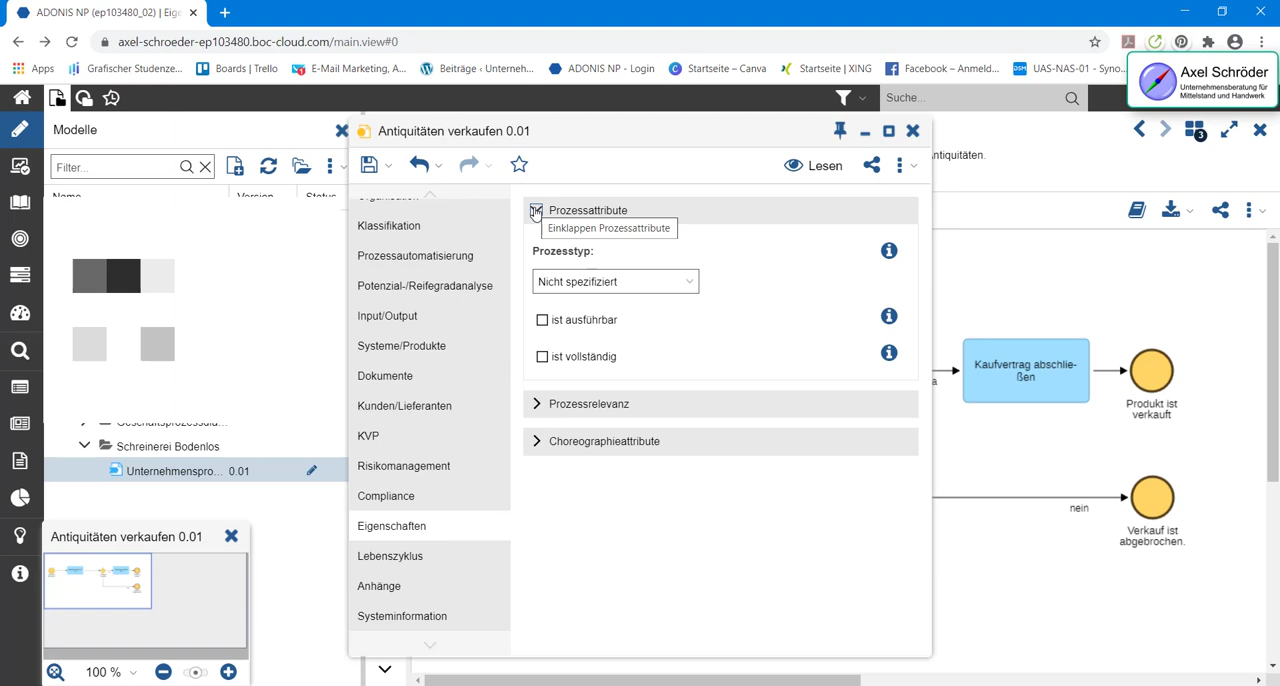 ADONIS NP (ep103480_02) | Eig
axel-schroeder-ep103480.boc-cloud.com/main.view#0
Apps
Grafischer Studenze...
Boards | Trello
E-Mail Marketing, A...
Beiträge ‹ Unterneh...
ADONIS NP - Login
Startseite – Canva
Startseite | XING
Facebook – Anmeld...
UAS-NAS-01 - Syno...
Axel Schröder
Unternehmensberatung für
Mittelstand und Handwerk
Suche...
Modelle
Filter...
Name
Version
Status
Schreinerei Bodenlos
Unternehmenspro... 0.01
Antiquitäten verkaufen 0.01
100 %
Antiquitäten verkaufen 0.01
Lesen
Klassifikation
Prozessautomatisierung
Potenzial-/Reifegradanalyse
Input/Output
Systeme/Produkte
Dokumente
Kunden/Lieferanten
KVP
Risikomanagement
Compliance
Eigenschaften
Lebenszyklus
Anhänge
Systeminformation
Prozessattribute
Einklappen Prozessattribute
Prozesstyp:
Nicht spezifiziert
ist ausführbar
ist vollständig
Prozessrelevanz
Choreographieattribute
3
ntiquitäten.
Kaufvertrag abschlie-
ßen
a
Produkt ist
verkauft
nein
Verkauf ist
abgebrochen.